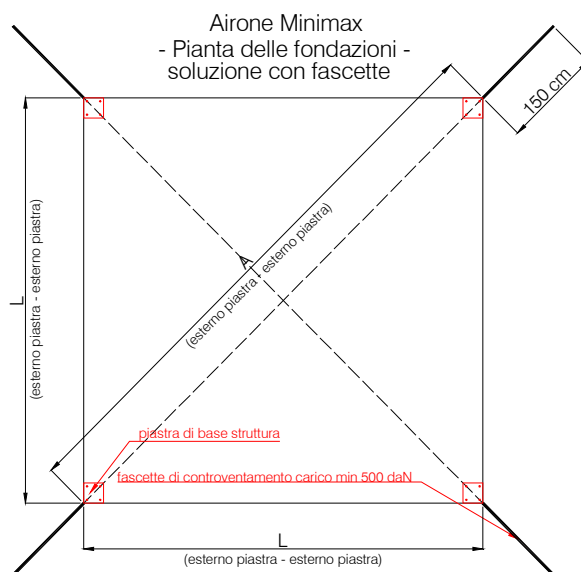 Airone Minimax
- Pianta delle fondazioni -
soluzione con fascette
150 cm
A
(esterno piastra - esterno piastra)
L
(esterno piastra - esterno piastra)
piastra di base struttura
fascette di controventamento carico min 500 daN
L
(esterno piastra - esterno piastra)